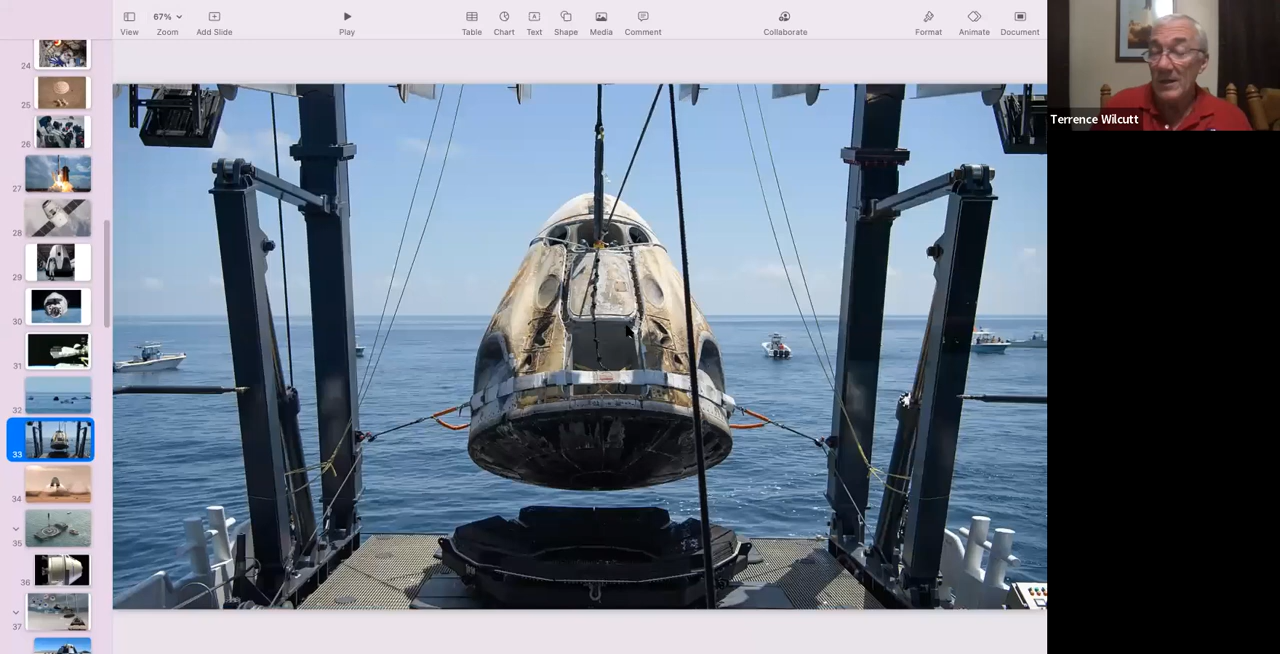 View
67%
Zoom
Add Slide
Play
Table
Chart
Text
Shape
Media
Comment
Collaborate
Format
Animate
Document
Terrence Wilcutt
24
25
26
27
28
29
30
31
32
33
34
35
36
37